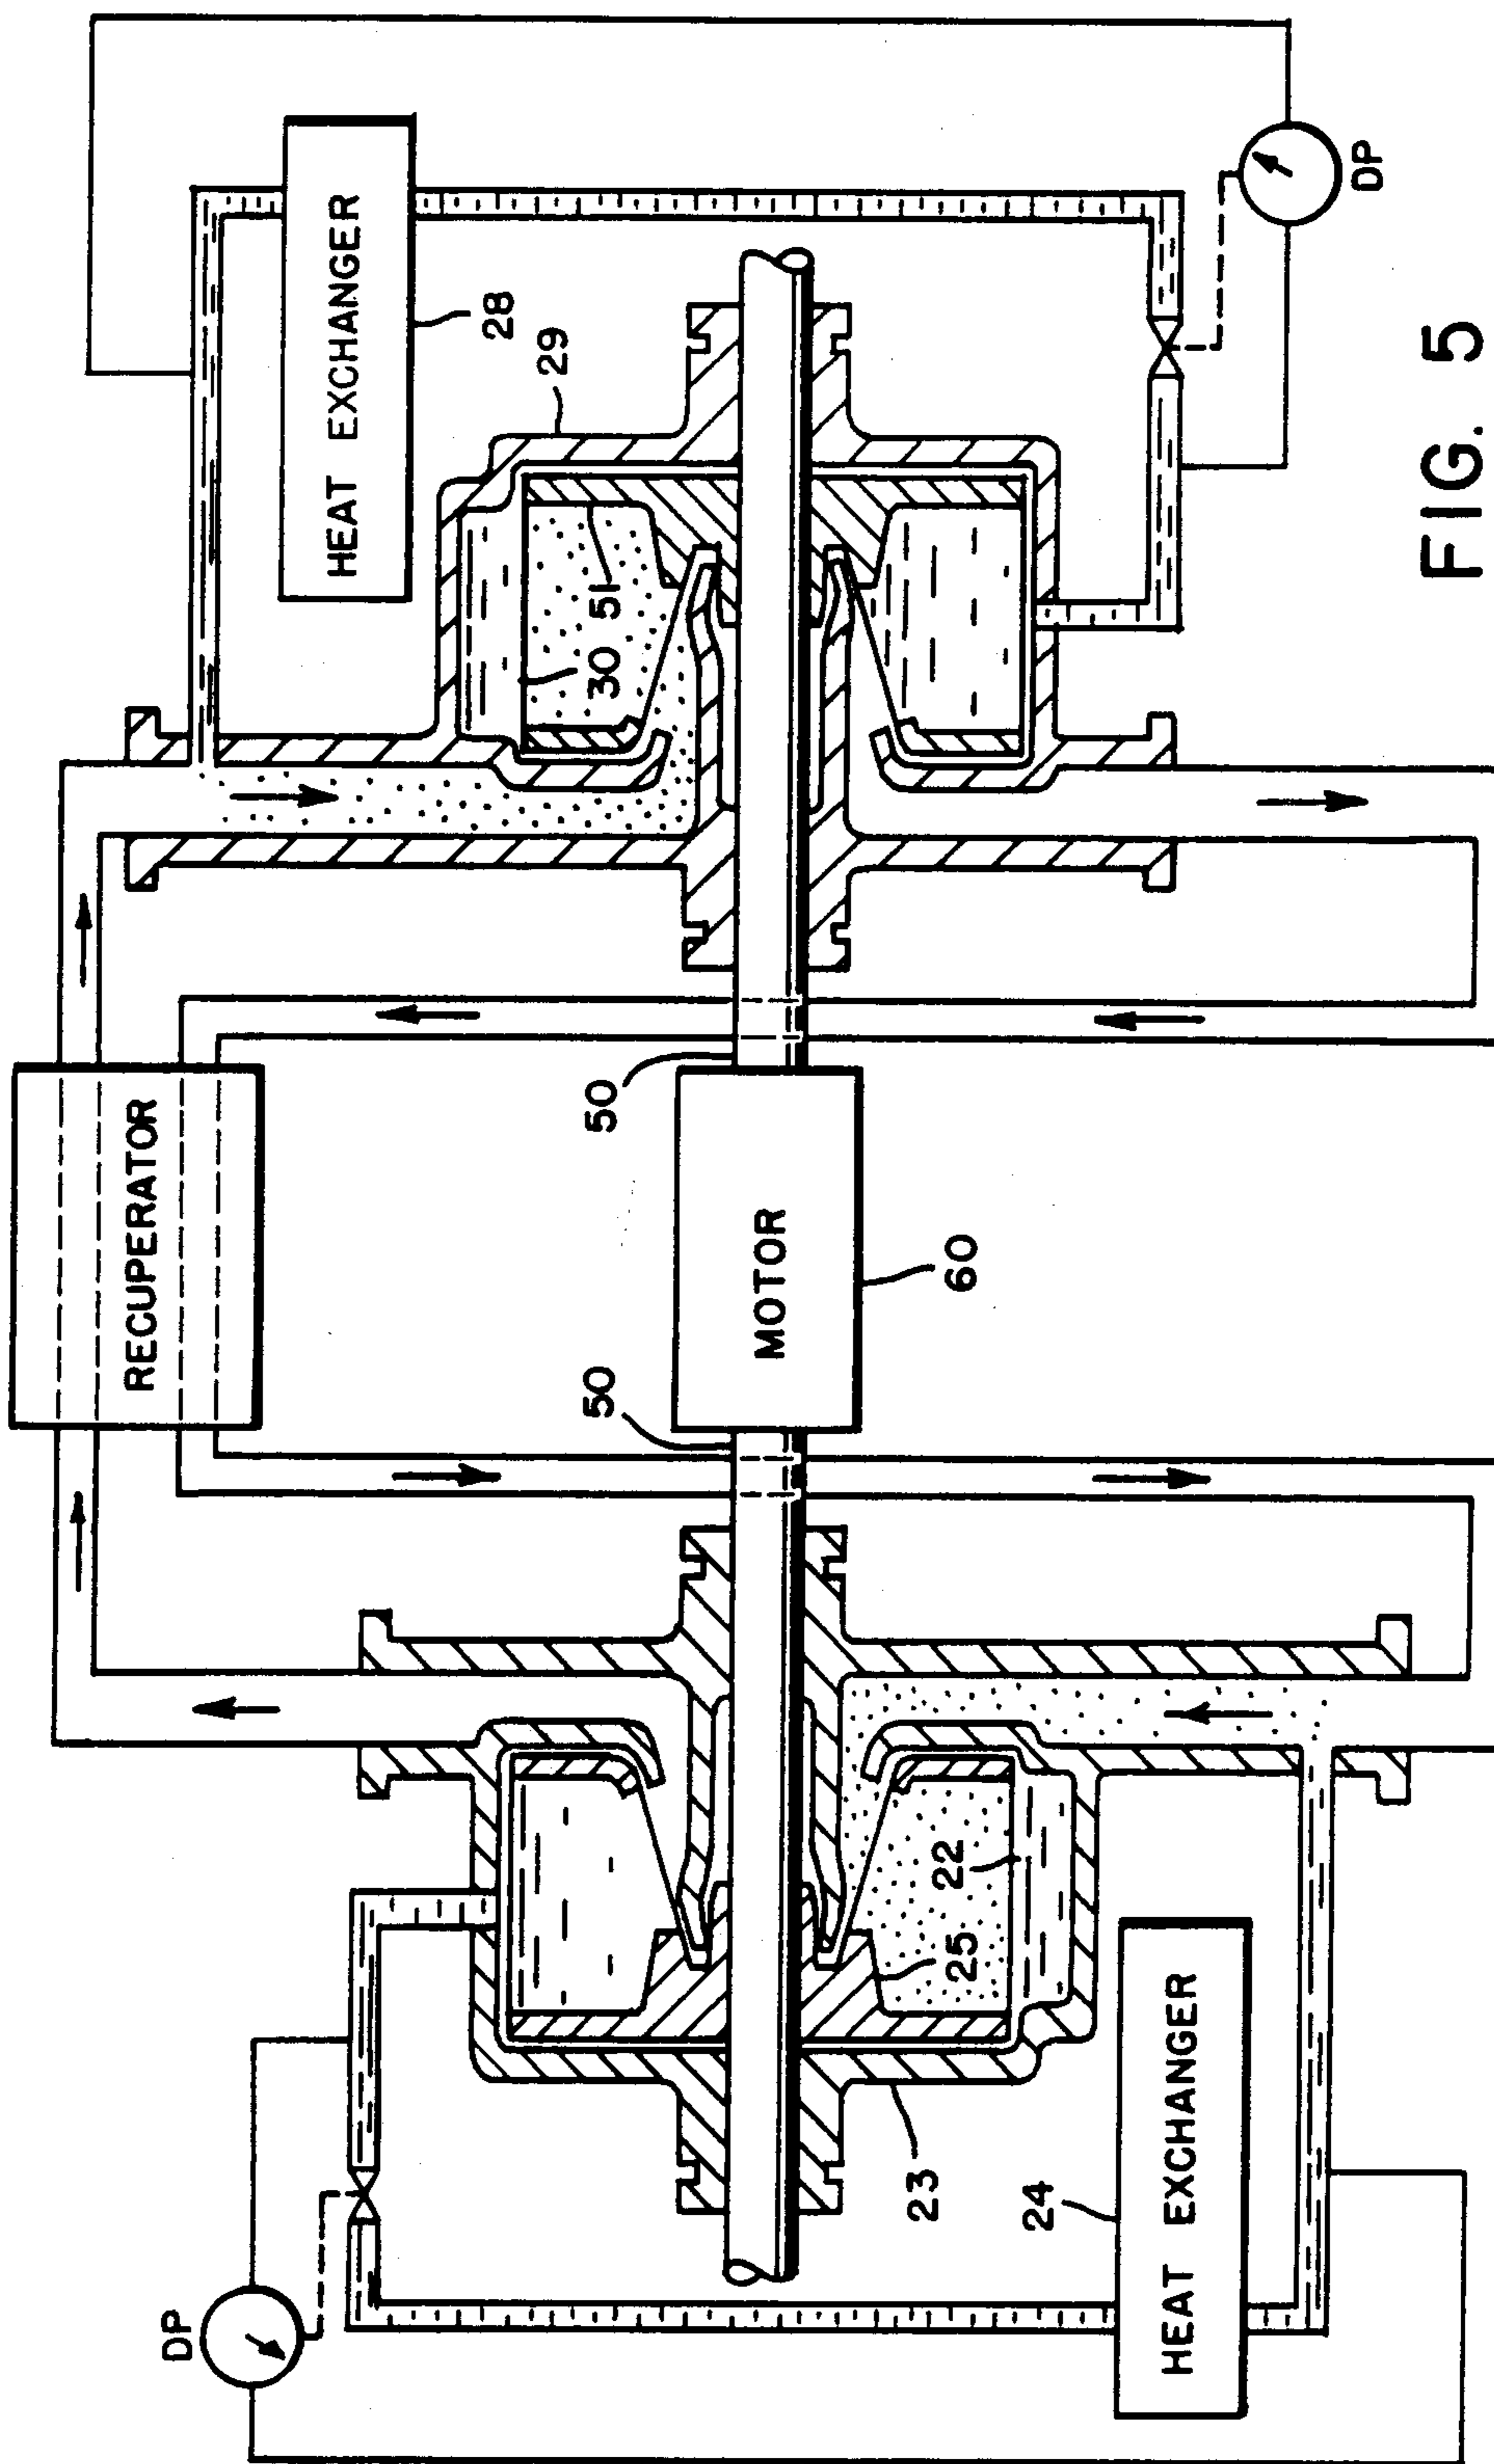 RECUPERATOR
HEAT EXCHANGER
28
29
30
51
50
50
MOTOR
60
DP
DP
22
25
23
24
HEAT EXCHANGER
FIG. 5